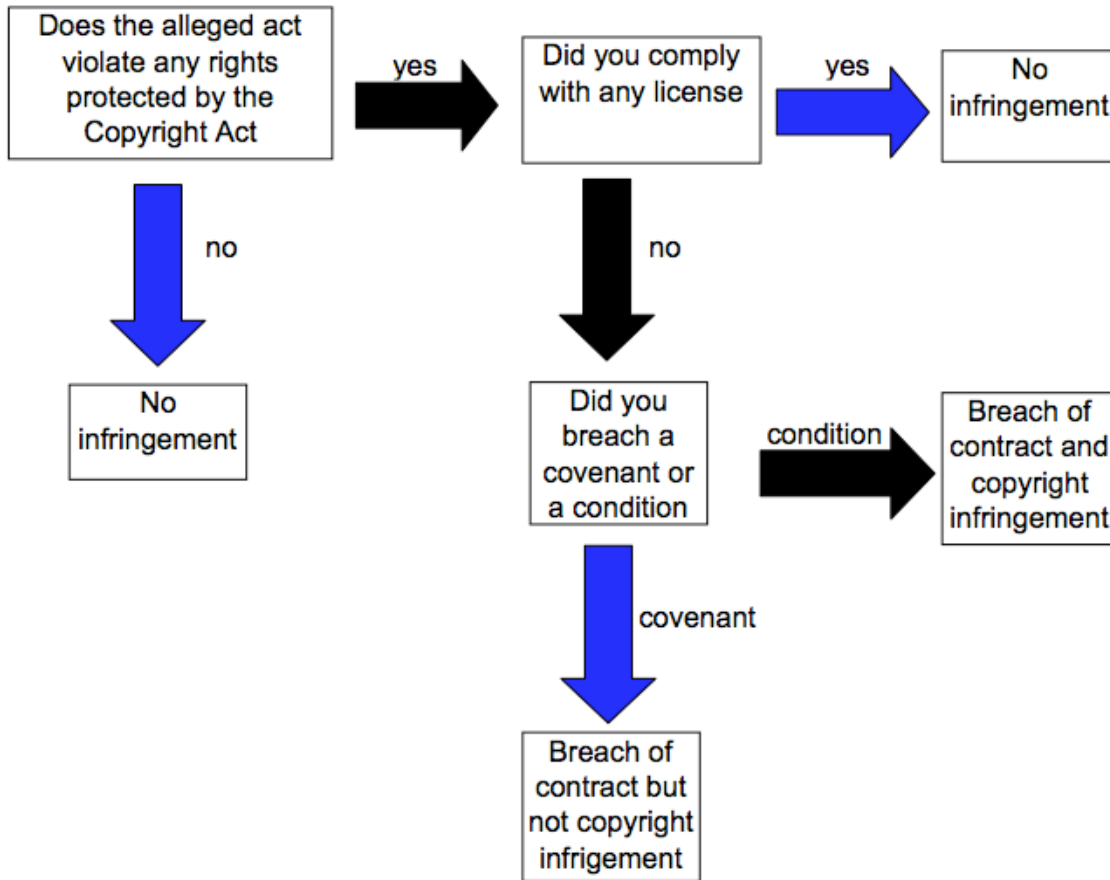 Does the alleged act
violate any rights
protected by the
Copyright Act
yes
Did you comply
with any license
yes
No
infringement
no
No
infringement
no
Did you
breach a
covenant or
a condition
condition
Breach of
contract and
copyright
infringement
covenant
Breach of
contract but
not copyright
infrigement